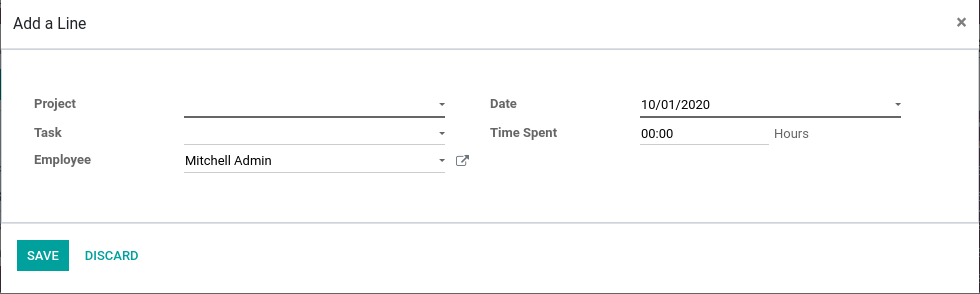 Add a Line ×
Project
Date 10/01/2020
Task
Time Spent 00:00 Hours
Employee Mitchell Admin
SAVE DISCARD